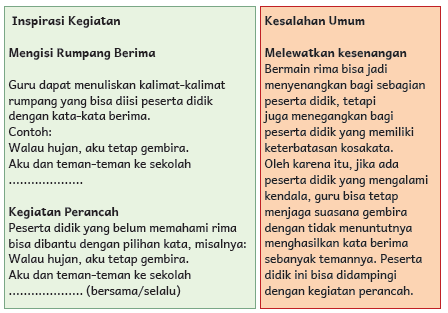 Inspirasi Kegiatan
Mengisi Rumpang Berima
Guru dapat menuliskan kalimat-kalimat
rumpang yang bisa diisi peserta didik
dengan kata-kata berima.
Contoh:
Walau hujan, aku tetap gembira.
Aku dan teman-teman ke sekolah
....................
Kegiatan Perancah
Peserta didik yang belum memahami rima
bisa dibantu dengan pilihan kata, misalnya:
Walau hujan, aku tetap gembira.
Aku dan teman-teman ke sekolah
.................... (bersama/selalu)
Kesalahan Umum
Melewatkan kesenangan
Bermain rima bisa jadi
menyenangkan bagi sebagian
peserta didik, tetapi
juga menegangkan bagi
peserta didik yang memiliki
keterbatasan kosakata.
Oleh karena itu, jika ada
peserta didik yang mengalami
kendala, guru bisa tetap
menjaga suasana gembira
dengan tidak menuntutnya
menghasilkan kata berima
sebanyak temannya. Peserta
didik ini bisa didampingi
dengan kegiatan perancah.